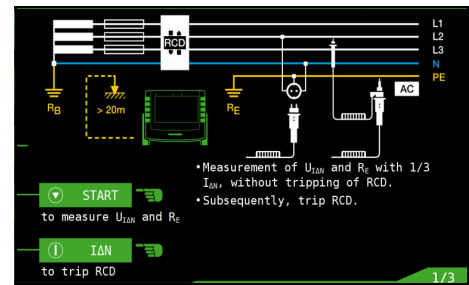 L1
L2
RCD
L3
N
PE
AC
RB
> 20m
RE
•Measurement of UIΔN and RE with 1/3
IΔN, without tripping of RCD.
•Subsequently, trip RCD.
START
to measure UIΔN and RE
IΔN
to trip RCD
1/3